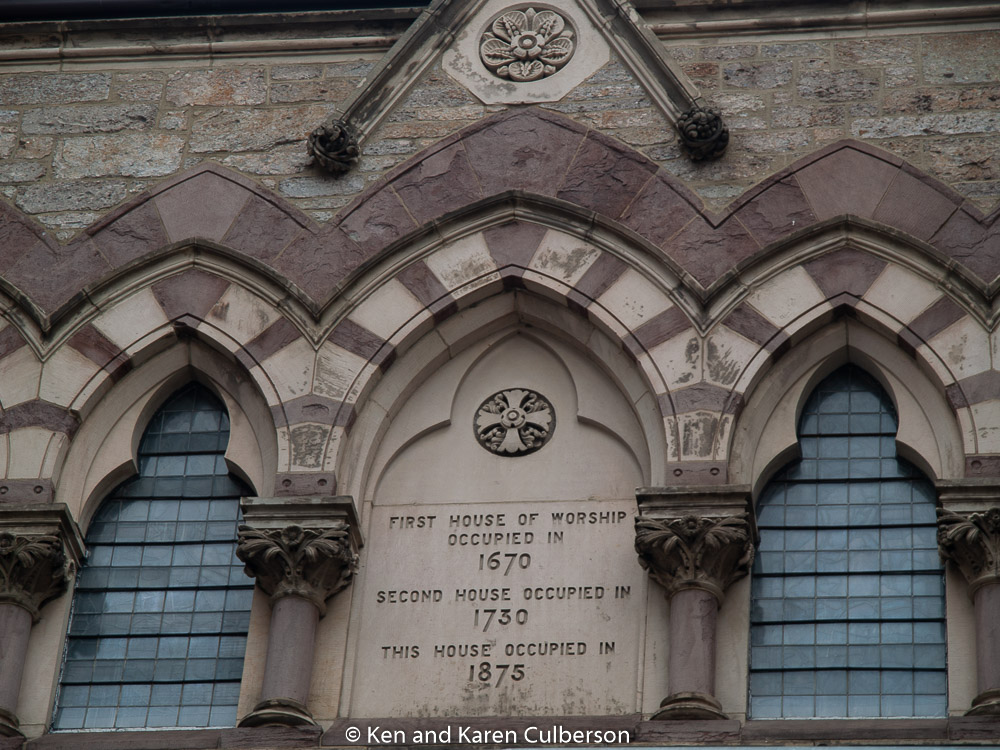 FIRST HOUSE OF WORSHIP
OCCUPIED IN
1670
SECOND HOUSE OCCUPIED IN
1730
THIS HOUSE OCCUPIED IN
1875
© Ken and Karen Culberson